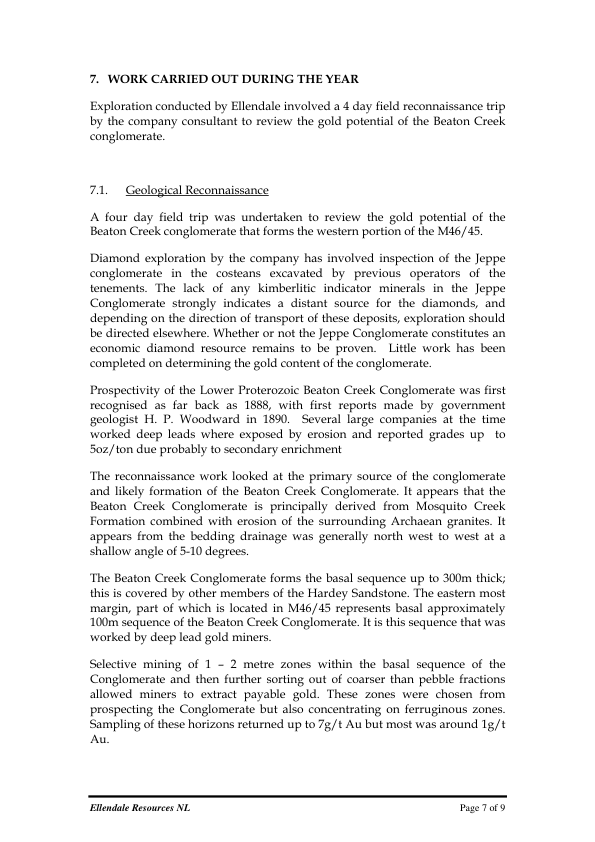 7. WORK CARRIED OUT DURING THE YEAR
Exploration conducted by Ellendale involved a 4 day field reconnaissance trip
by the company consultant to review the gold potential of the Beaton Creek
conglomerate.
7.1. Geological Reconnaissance
A four day field trip was undertaken to review the gold potential of the
Beaton Creek conglomerate that forms the western portion of the M46/45.
Diamond exploration by the company has involved inspection of the Jeppe
conglomerate in the costeans excavated by previous operators of the
tenements. The lack of any kimberlitic indicator minerals in the Jeppe
Conglomerate strongly indicates a distant source for the diamonds, and
depending on the direction of transport of these deposits, exploration should
be directed elsewhere. Whether or not the Jeppe Conglomerate constitutes an
economic diamond resource remains to be proven. Little work has been
completed on determining the gold content of the conglomerate.
Prospectivity of the Lower Proterozoic Beaton Creek Conglomerate was first
recognised as far back as 1888, with first reports made by government
geologist H. P. Woodward in 1890. Several large companies at the time
worked deep leads where exposed by erosion and reported grades up to
5oz/ton due probably to secondary enrichment
The reconnaissance work looked at the primary source of the conglomerate
and likely formation of the Beaton Creek Conglomerate. It appears that the
Beaton Creek Conglomerate is principally derived from Mosquito Creek
Formation combined with erosion of the surrounding Archaean granites. It
appears from the bedding drainage was generally north west to west at a
shallow angle of 5-10 degrees.
The Beaton Creek Conglomerate forms the basal sequence up to 300m thick;
this is covered by other members of the Hardey Sandstone. The eastern most
margin, part of which is located in M46/45 represents basal approximately
100m sequence of the Beaton Creek Conglomerate. It is this sequence that was
worked by deep lead gold miners.
Selective mining of 1 – 2 metre zones within the basal sequence of the
Conglomerate and then further sorting out of coarser than pebble fractions
allowed miners to extract payable gold. These zones were chosen from
prospecting the Conglomerate but also concentrating on ferruginous zones.
Sampling of these horizons returned up to 7g/t Au but most was around 1g/t
Au.
Ellendale Resources NL Page 7 of 9